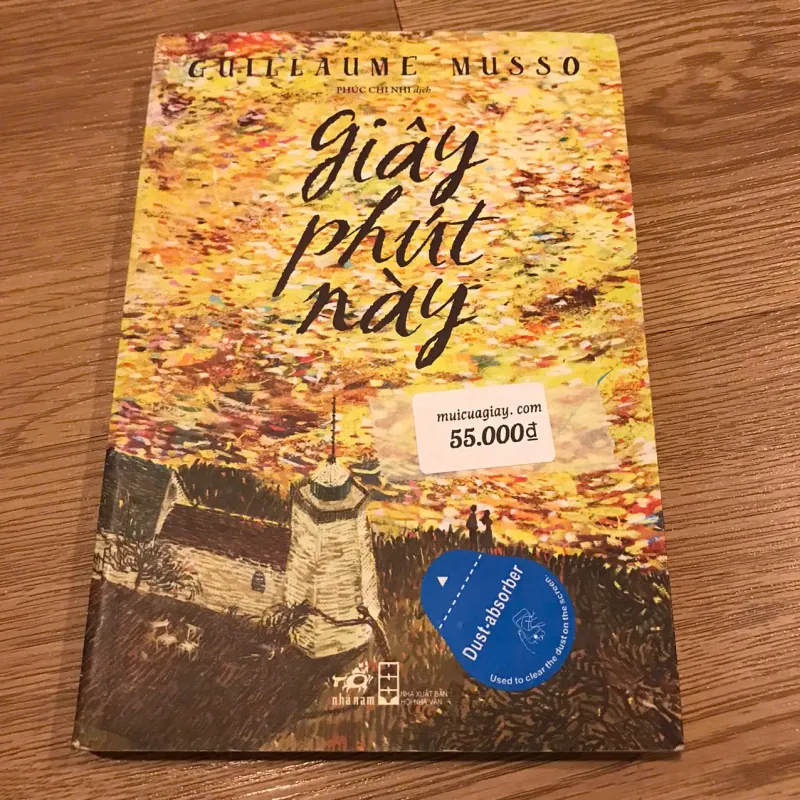 GUILLAUME MUSSO
PHÚC CHI NHI dịch
giây
phút
này
muicuagiay.com
55.000₫
Dust-absorber
Used to clear the dust on the screen
nhã nam
NHÀ XUẤT BẢN
HỘI NHÀ VĂN